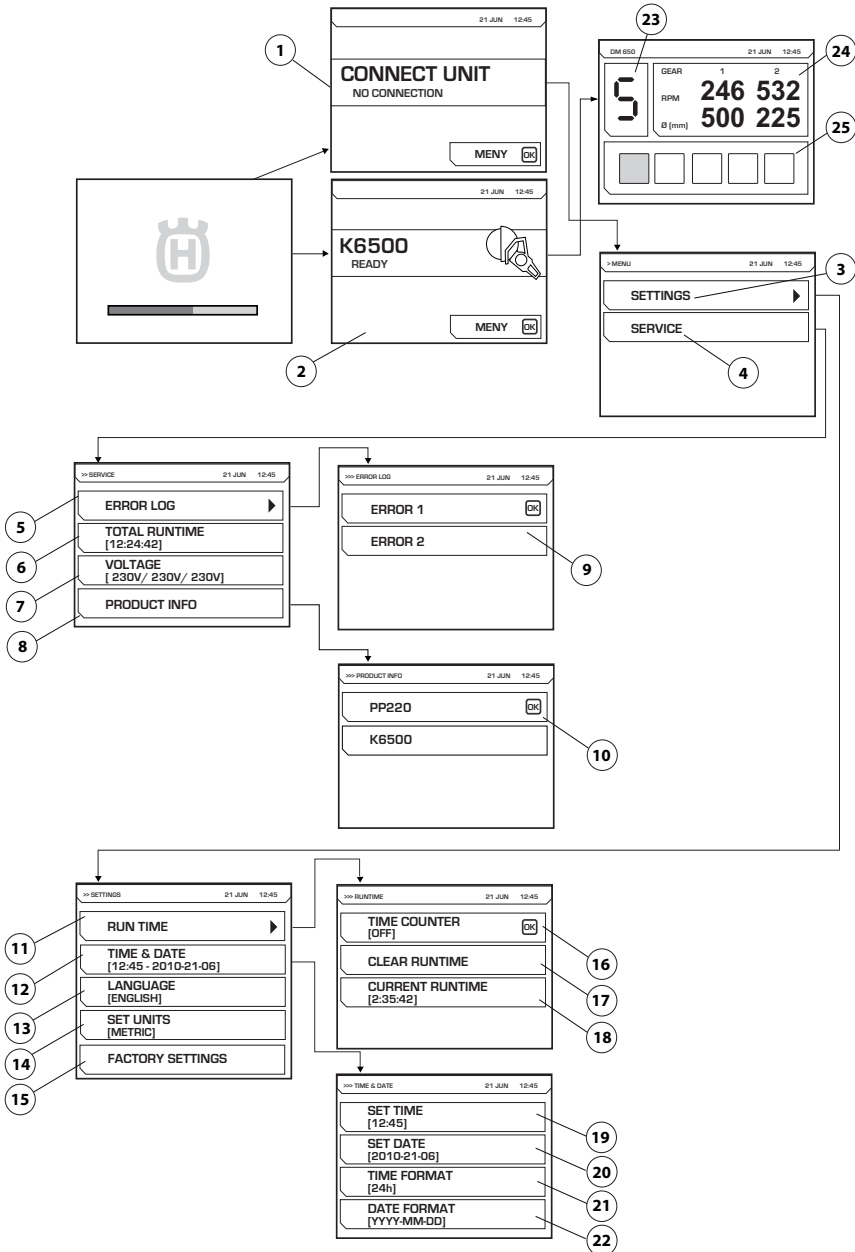 21 JUN 12:45
CONNECT UNIT
NO CONNECTION
MENY OK
1
H
21 JUN 12:45
K6500
READY
MENY OK
2
23
DM 650 21 JUN 12:45
5
GEAR 1 2
RPM 246 532
Ø (mm) 500 225
24
25
> MENU 21 JUN 12:45
SETTINGS
SERVICE
3
4
>> SERVICE 21 JUN 12:45
ERROR LOG
TOTAL RUNTIME
[12:24:42]
VOLTAGE
[ 230V/ 230V/ 230V]
PRODUCT INFO
5
6
7
8
>>> ERROR LOG 21 JUN 12:45
ERROR 1 OK
ERROR 2
9
>>> PRODUCT INFO 21 JUN 12:45
PP220 OK
K6500
10
>> SETTINGS 21 JUN 12:45
RUN TIME
TIME & DATE
[12:45 - 2010-21-06]
LANGUAGE
[ENGLISH]
SET UNITS
[METRIC]
FACTORY SETTINGS
11
12
13
14
15
>>> RUNTIME 21 JUN 12:45
TIME COUNTER
[OFF] OK
CLEAR RUNTIME
CURRENT RUNTIME
[2:35:42]
16
17
18
>>> TIME & DATE 21 JUN 12:45
SET TIME
[12:45]
SET DATE
[2010-21-06]
TIME FORMAT
[24h]
DATE FORMAT
[YYYY-MM-DD]
19
20
21
22